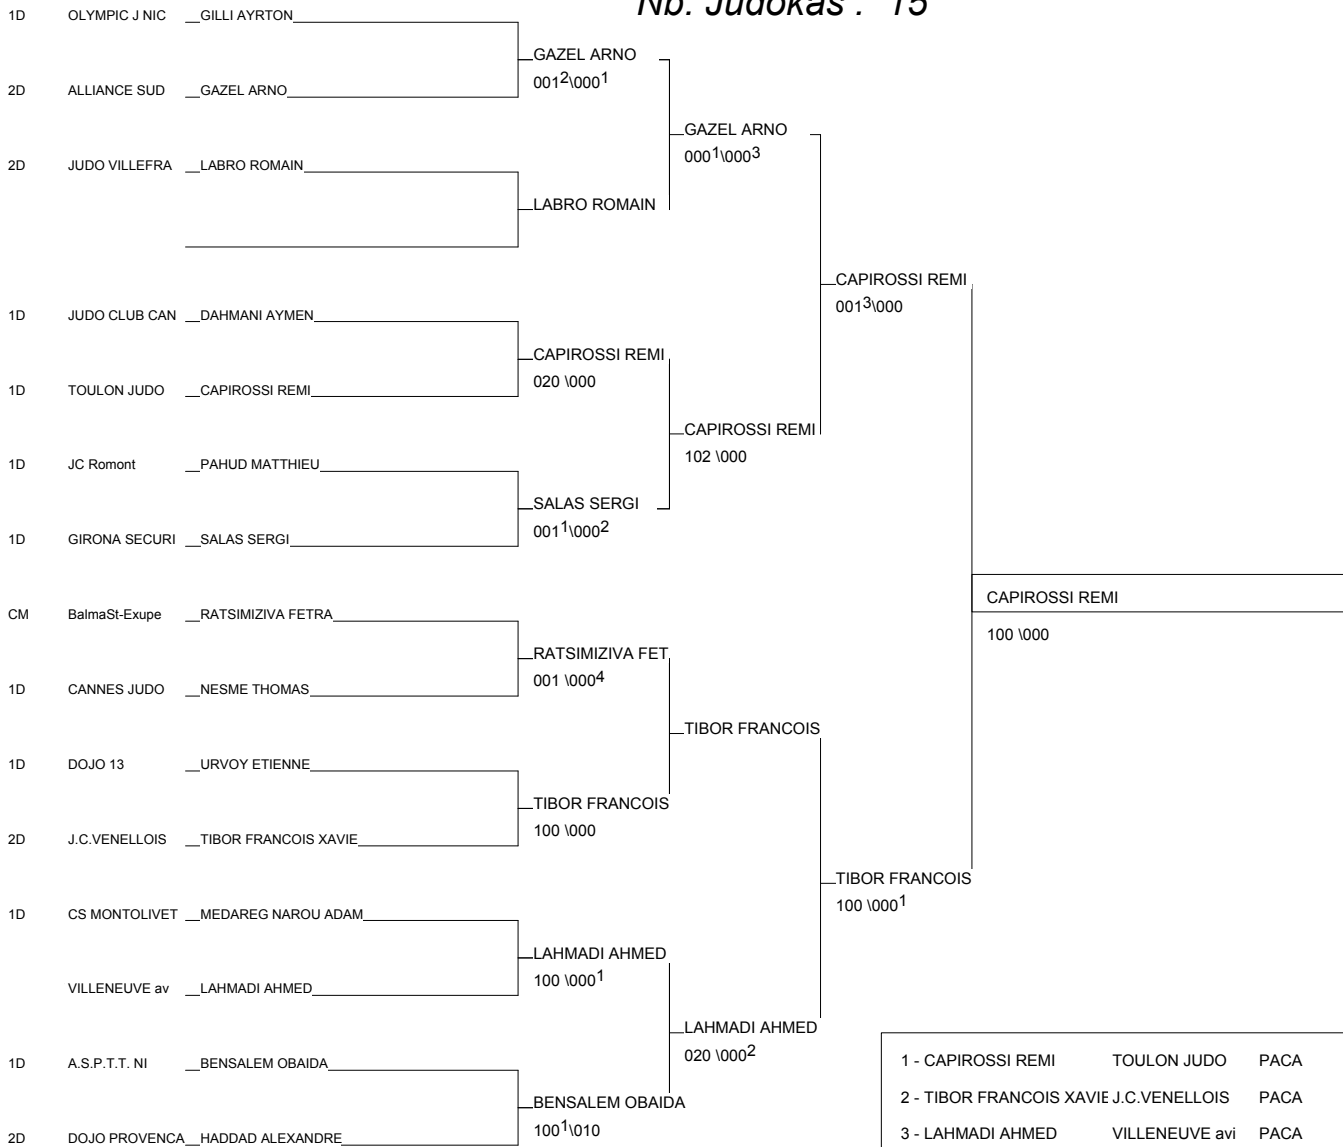 Nb. Judokas : 15
1D OLYMPIC J NIC GILLI AYRTON
GAZEL ARNO
001²\000¹
2D ALLIANCE SUD GAZEL ARNO
GAZEL ARNO
000¹\000³
2D JUDO VILLEFRA LABRO ROMAIN
LABRO ROMAIN
CAPIROSSI REMI
001³\000
1D JUDO CLUB CAN DAHMANI AYMEN
CAPIROSSI REMI
020 \000
1D TOULON JUDO CAPIROSSI REMI
CAPIROSSI REMI
102 \000
1D JC Romont PAHUD MATTHIEU
SALAS SERGI
001¹\000²
1D GIRONA SECURI SALAS SERGI
CAPIROSSI REMI
100 \000
CM BalmaSt-Exupe RATSIMIZIVA FETRA
RATSIMIZIVA FET
001 \000⁴
1D CANNES JUDO NESME THOMAS
TIBOR FRANCOIS
1D DOJO 13 URVOY ETIENNE
TIBOR FRANCOIS
100 \000
2D J.C.VENELLOIS TIBOR FRANCOIS XAVIE
TIBOR FRANCOIS
100 \000¹
1D CS MONTOLIVET MEDAREG NAROU ADAM
LAHMADI AHMED
100 \000¹
VILLENEUVE av LAHMADI AHMED
LAHMADI AHMED
020 \000²
1D A.S.P.T.T. NI BENSALEM OBAIDA
BENSALEM OBAIDA
100¹\010
2D DOJO PROVENCA HADDAD ALEXANDRE
1 - CAPIROSSI REMI TOULON JUDO PACA
2 - TIBOR FRANCOIS XAVIE J.C.VENELLOIS PACA
3 - LAHMADI AHMED VILLENEUVE avi PACA